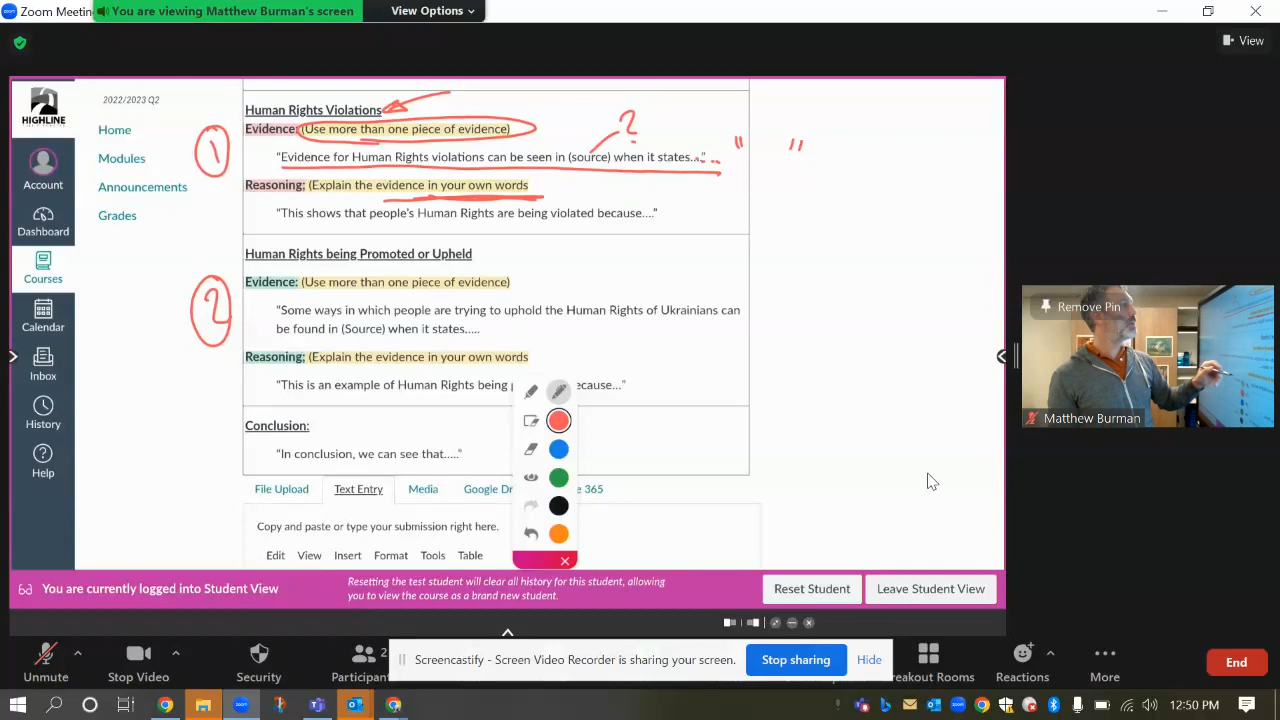 Zoom Meeting
You are viewing Matthew Burman's screen
View Options
View
HIGHLINE
2022/2023 Q2
Home
Modules
Announcements
Grades
Account
Dashboard
Courses
Calendar
Inbox
History
Help
Human Rights Violations
1
Evidence: (Use more than one piece of evidence)
?
"Evidence for Human Rights violations can be seen in (source) when it states..." " "
Reasoning; (Explain the evidence in your own words
"This shows that people's Human Rights are being violated because...."
Human Rights being Promoted or Upheld
2
Evidence: (Use more than one piece of evidence)
"Some ways in which people are trying to uphold the Human Rights of Ukrainians can
be found in (Source) when it states.....
Reasoning; (Explain the evidence in your own words
"This is an example of Human Rights being p ecause..."
Conclusion:
"In conclusion, we can see that....."
File Upload Text Entry Media Google Dr e 365
Copy and paste or type your submission right here.
Edit View Insert Format Tools Table
Remove Pin
Matthew Burman
You are currently logged into Student View
Resetting the test student will clear all history for this student, allowing
you to view the course as a brand new student.
Reset Student
Leave Student View
Unmute
Stop Video
Security
Participant
2
Screencastify - Screen Video Recorder is sharing your screen.
Stop sharing
Hide
reakout Rooms
Reactions
More
End
12:50 PM